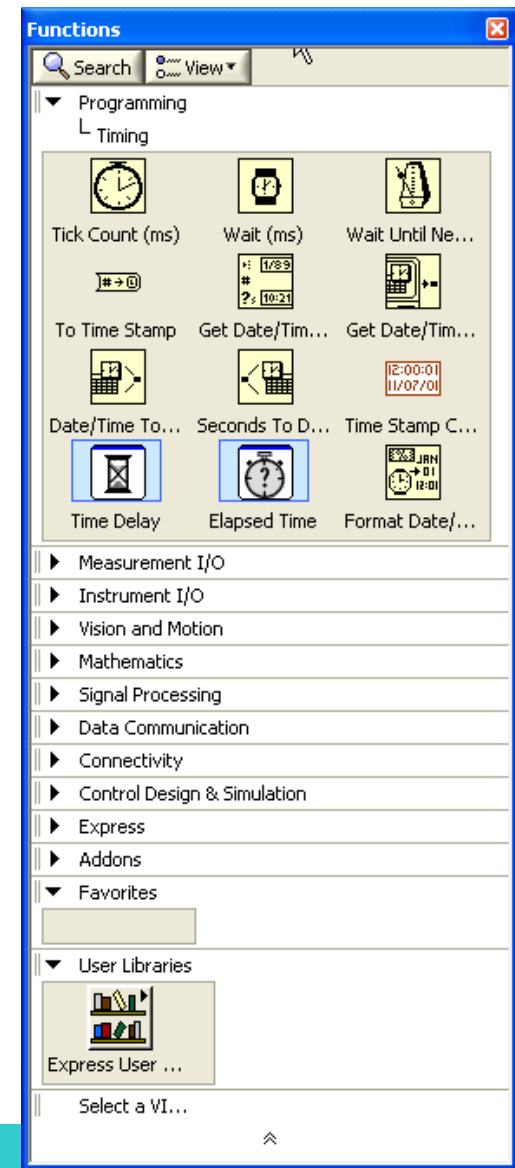 Functions
Search View
Programming
Timing
Tick Count (ms) Wait (ms) Wait Until Ne...
To Time Stamp Get Date/Tim... Get Date/Tim...
Date/Time To... Seconds To D... Time Stamp C...
Time Delay Elapsed Time Format Date/...
Measurement I/O
Instrument I/O
Vision and Motion
Mathematics
Signal Processing
Data Communication
Connectivity
Control Design & Simulation
Express
Addons
Favorites
User Libraries
Express User ...
Select a VI...